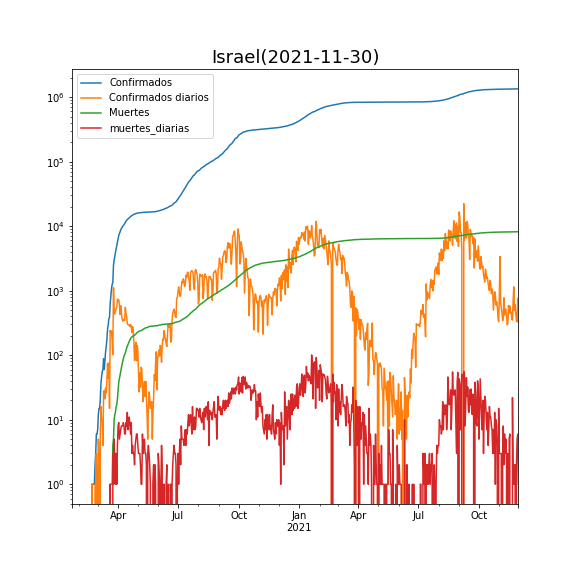 Israel(2021-11-30)
Confirmados
Confirmados diarios
Muertes
muertes_diarias
10⁶
10⁵
10⁴
10³
10²
10¹
10⁰
Apr Jul Oct Jan Apr Jul Oct
2021